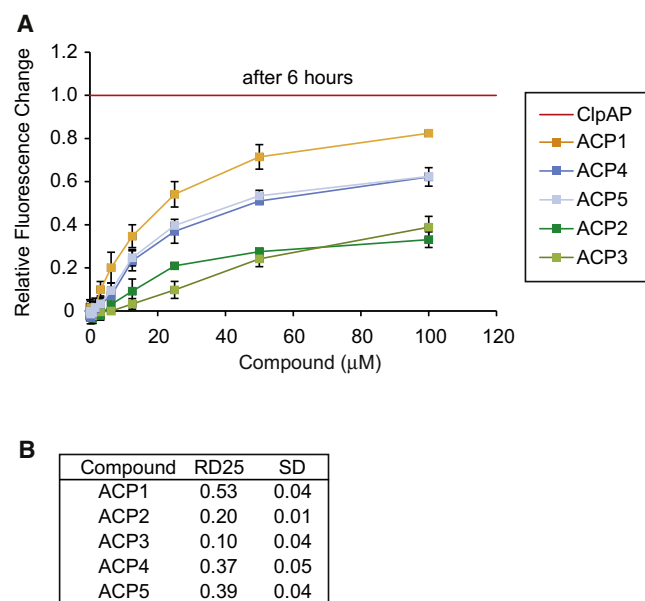 A
Relative Fluorescence Change
1.2
1.0
0.8
0.6
0.4
0.2
0
after 6 hours
0 20 40 60 80 100 120
Compound (μM)
ClpAP
ACP1
ACP4
ACP5
ACP2
ACP3
B
Compound RD25 SD
ACP1 0.53 0.04
ACP2 0.20 0.01
ACP3 0.10 0.04
ACP4 0.37 0.05
ACP5 0.39 0.04